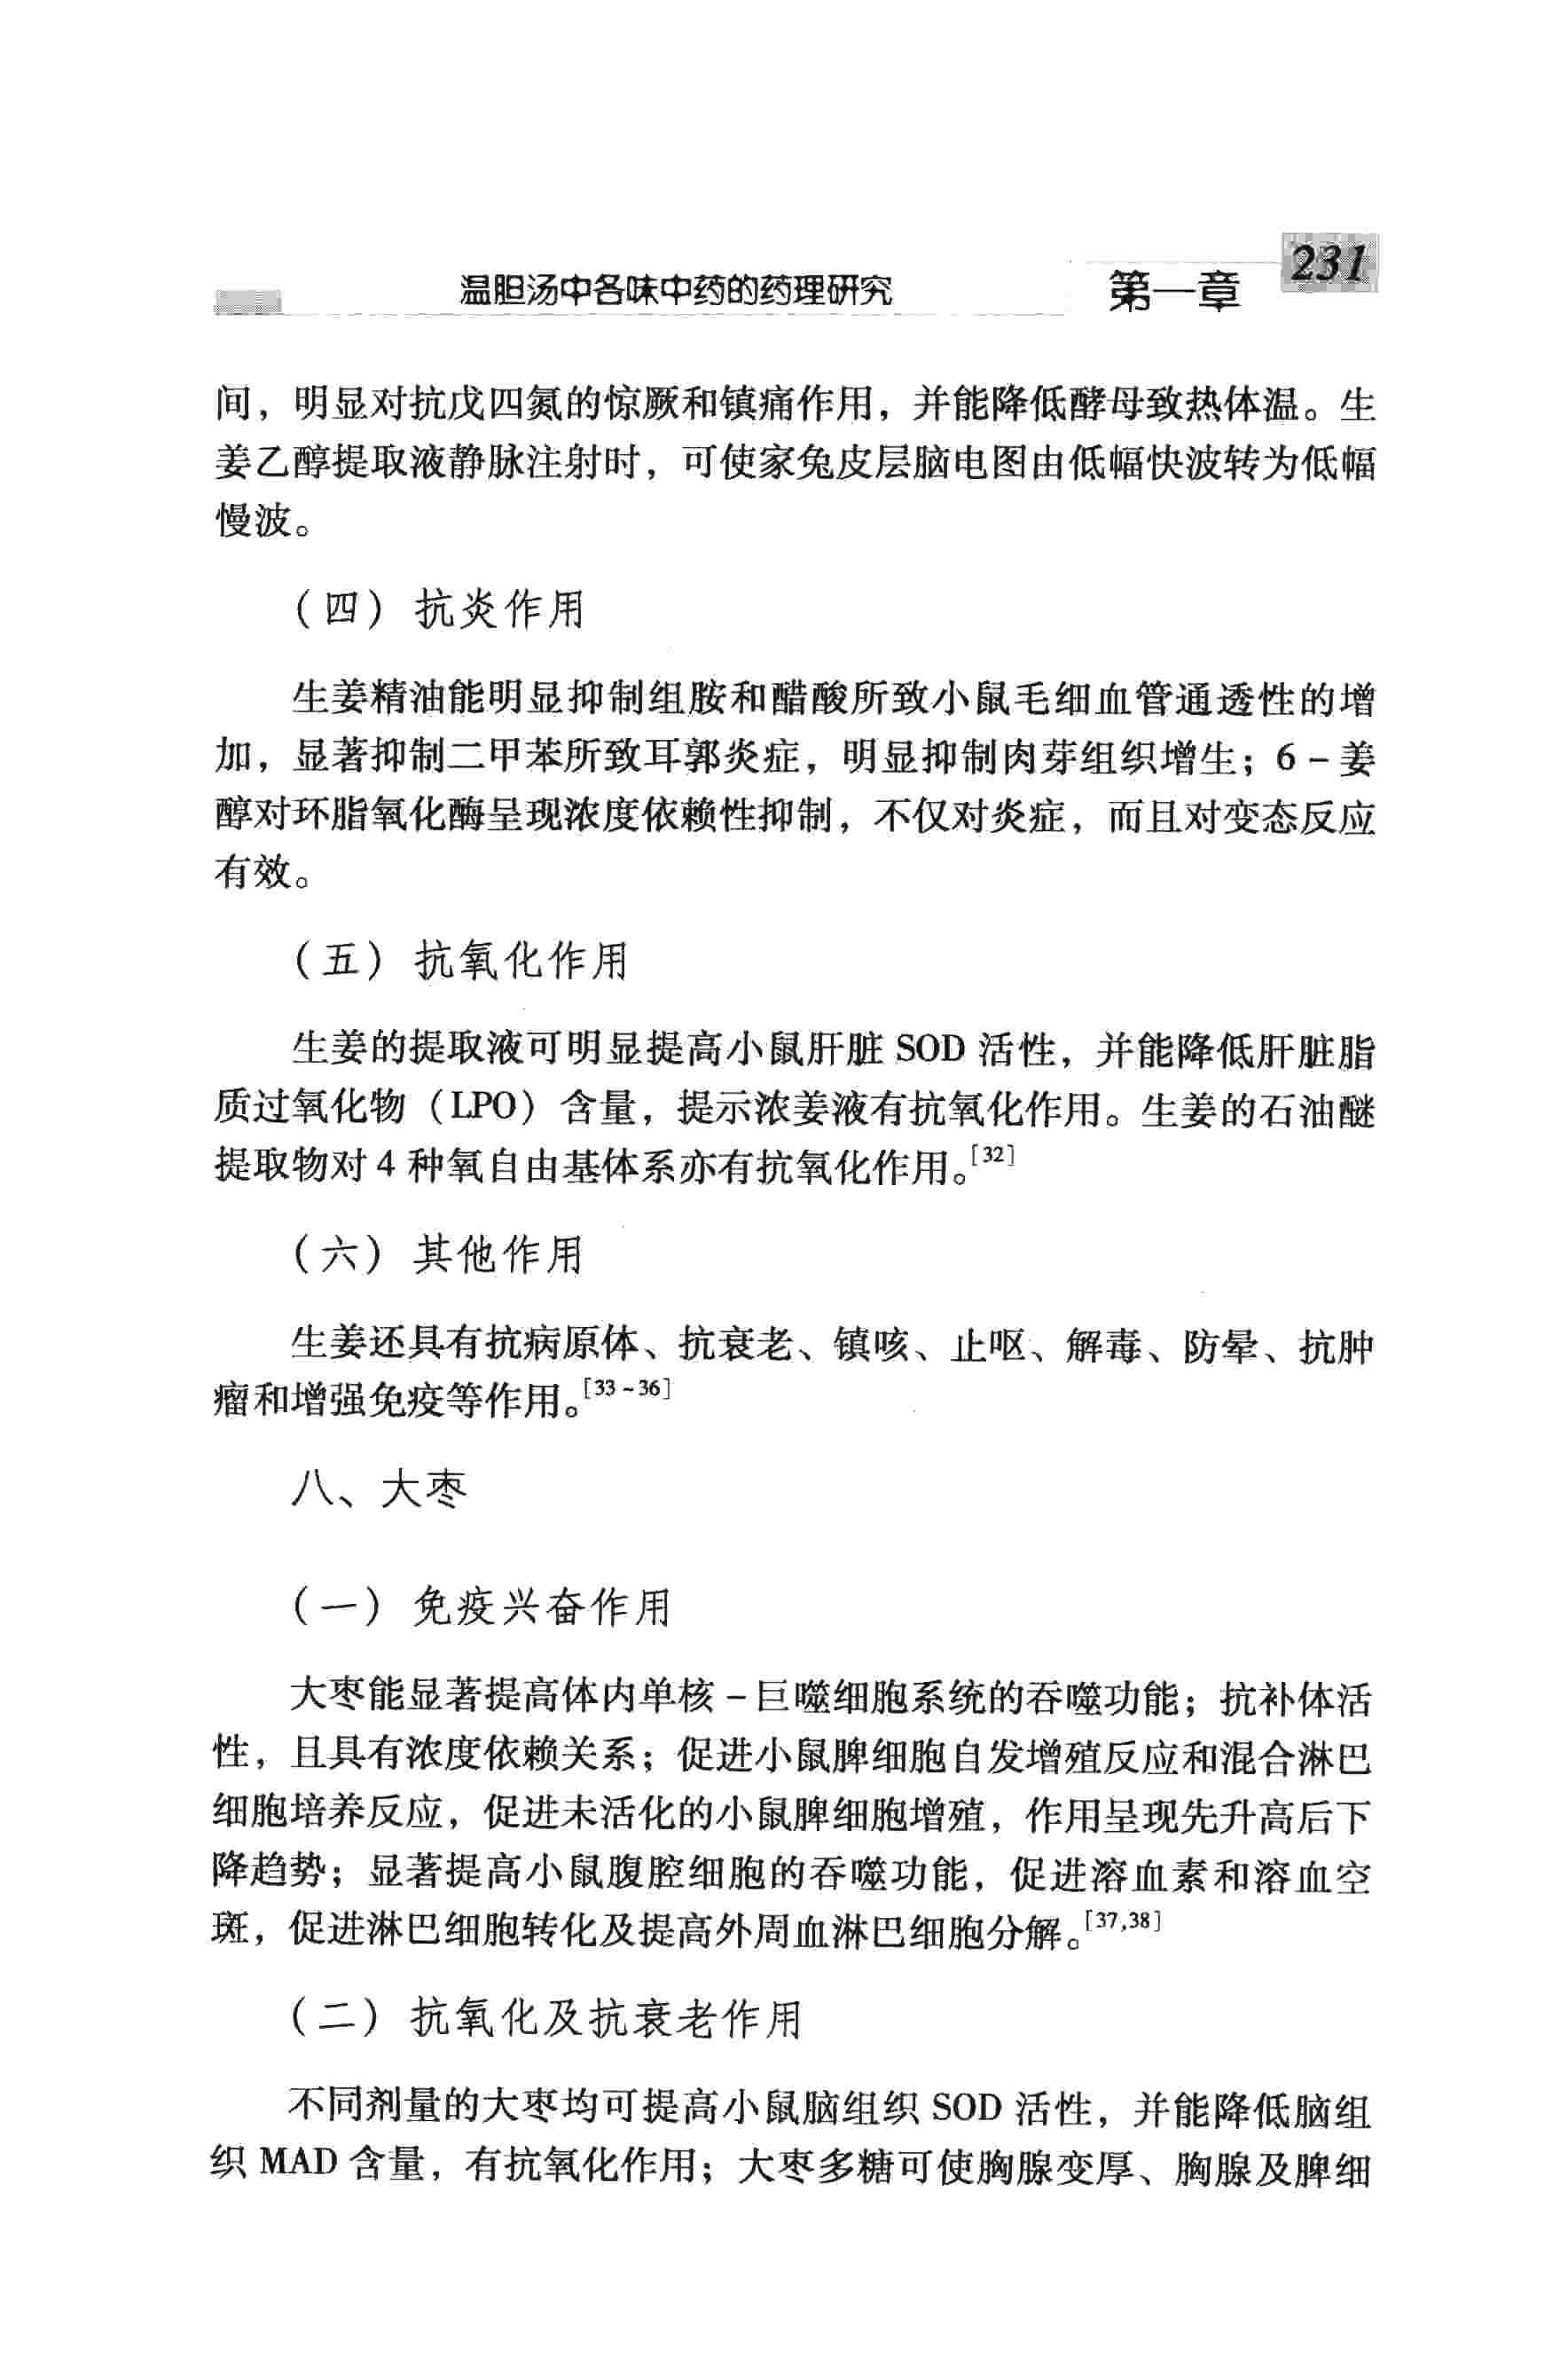 温胆汤中各味中药的药理研究 第一章 231
间，明显对抗戊四氮的惊厥和镇痛作用，并能降低酵母致热体温。生
姜乙醇提取液静脉注射时，可使家兔皮层脑电图由低幅快波转为低幅
慢波。
（四）抗炎作用
生姜精油能明显抑制组胺和醋酸所致小鼠毛细血管通透性的增
加，显著抑制二甲苯所致耳郭炎症，明显抑制肉芽组织增生；6－姜
醇对环脂氧化酶呈现浓度依赖性抑制，不仅对炎症，而且对变态反应
有效。
（五）抗氧化作用
生姜的提取液可明显提高小鼠肝脏 SOD 活性，并能降低肝脏脂
质过氧化物（LPO）含量，提示浓姜液有抗氧化作用。生姜的石油醚
提取物对 4 种氧自由基体系亦有抗氧化作用。[32]
（六）其他作用
生姜还具有抗病原体、抗衰老、镇咳、止呕、解毒、防晕、抗肿
瘤和增强免疫等作用。[33~36]
八、大枣
（一）免疫兴奋作用
大枣能显著提高体内单核－巨噬细胞系统的吞噬功能；抗补体活
性，且具有浓度依赖关系；促进小鼠脾细胞自发增殖反应和混合淋巴
细胞培养反应，促进未活化的小鼠脾细胞增殖，作用呈现先升高后下
降趋势；显著提高小鼠腹腔细胞的吞噬功能，促进溶血素和溶血空
斑，促进淋巴细胞转化及提高外周血淋巴细胞分解。[37,38]
（二）抗氧化及抗衰老作用
不同剂量的大枣均可提高小鼠脑组织 SOD 活性，并能降低脑组
织 MAD 含量，有抗氧化作用；大枣多糖可使胸腺变厚、胸腺及脾细